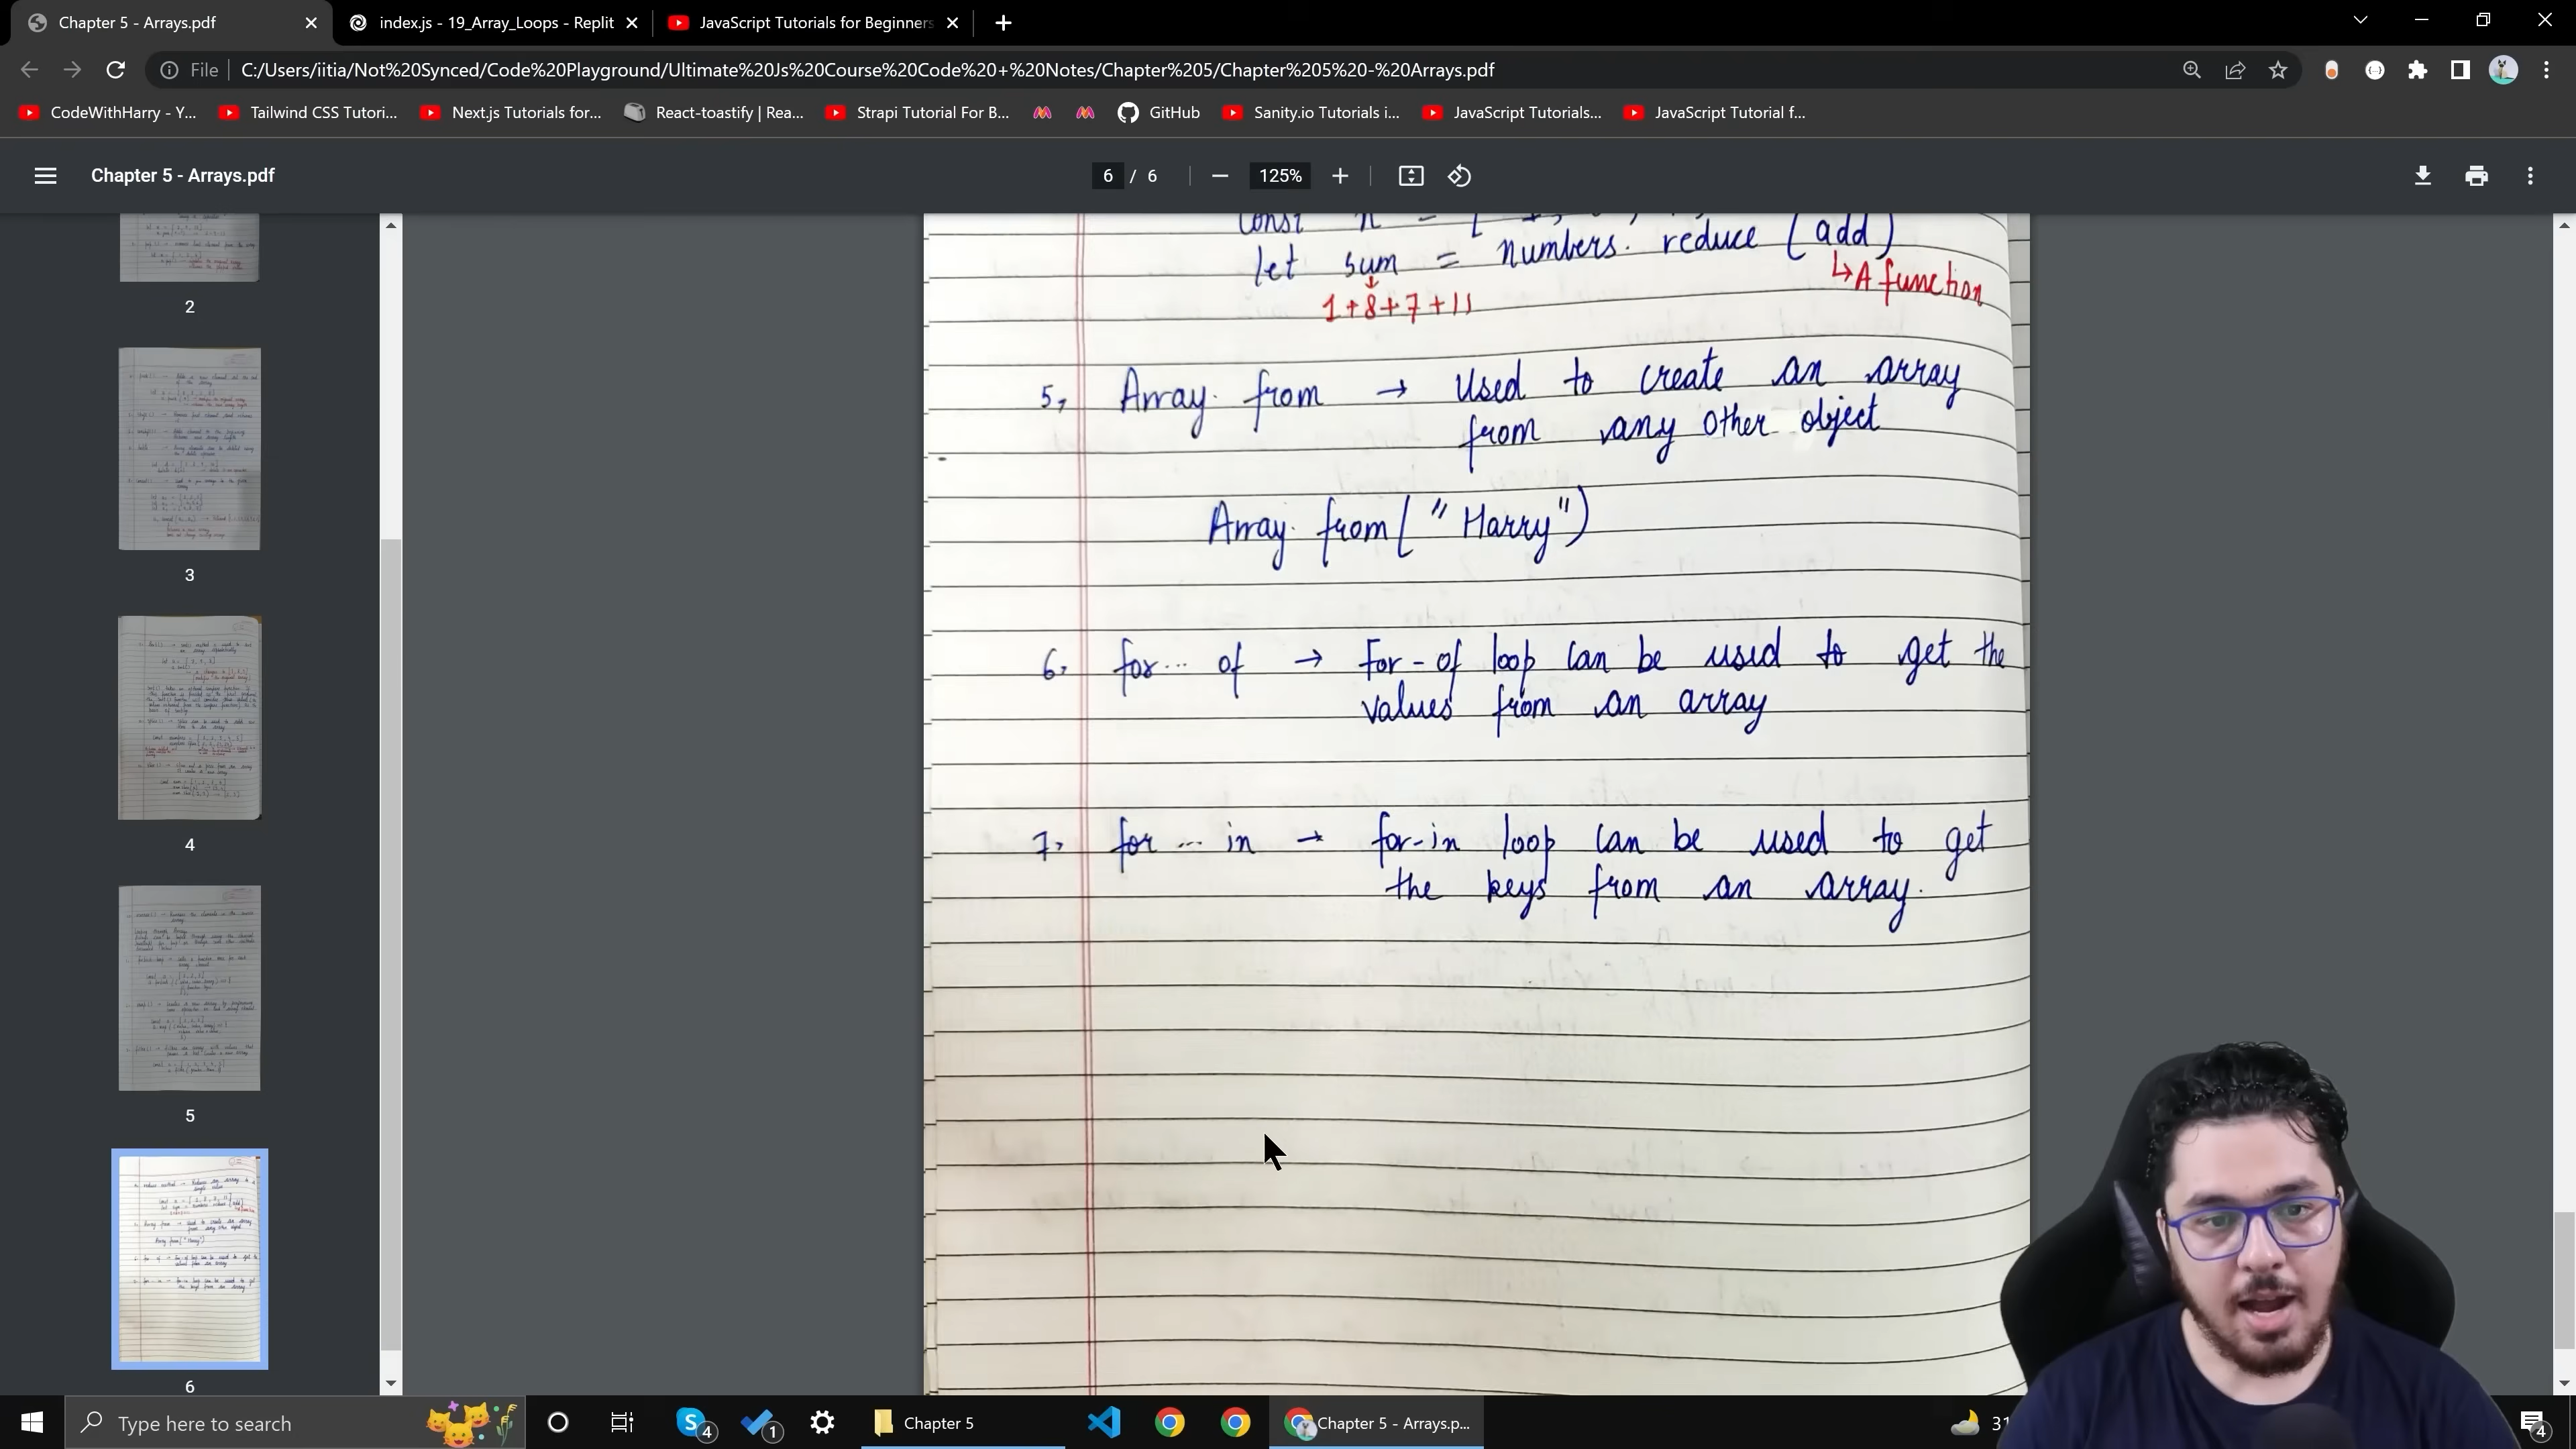 Chapter 5 - Arrays.pdf
index.js - 19_Array_Loops - Replit
JavaScript Tutorials for Beginners
File
C:/Users/iitia/Not%20Synced/Code%20Playground/Ultimate%20Js%20Course%20Code%20+%20Notes/Chapter%205/Chapter%205%20-%20Arrays.pdf
CodeWithHarry - Y...
Tailwind CSS Tutori...
Next.js Tutorials for...
React-toastify | Rea...
Strapi Tutorial For B...
GitHub
Sanity.io Tutorials i...
JavaScript Tutorials...
JavaScript Tutorial f...
Chapter 5 - Arrays.pdf
6 / 6
125%
2
3
4
5
6
const n = [
let sum = numbers. reduce (add)
↳ A function
1+8+7+11
5, Array. from → Used to create an array
from any other object
Array. from ( "Harry" )
6, for... of → For-of loop can be used to get the
values from an array
7, for ... in → for-in loop can be used to get
the keys from an array.
Type here to search
4
1
Chapter 5
Chapter 5 - Arrays.p...
31
4